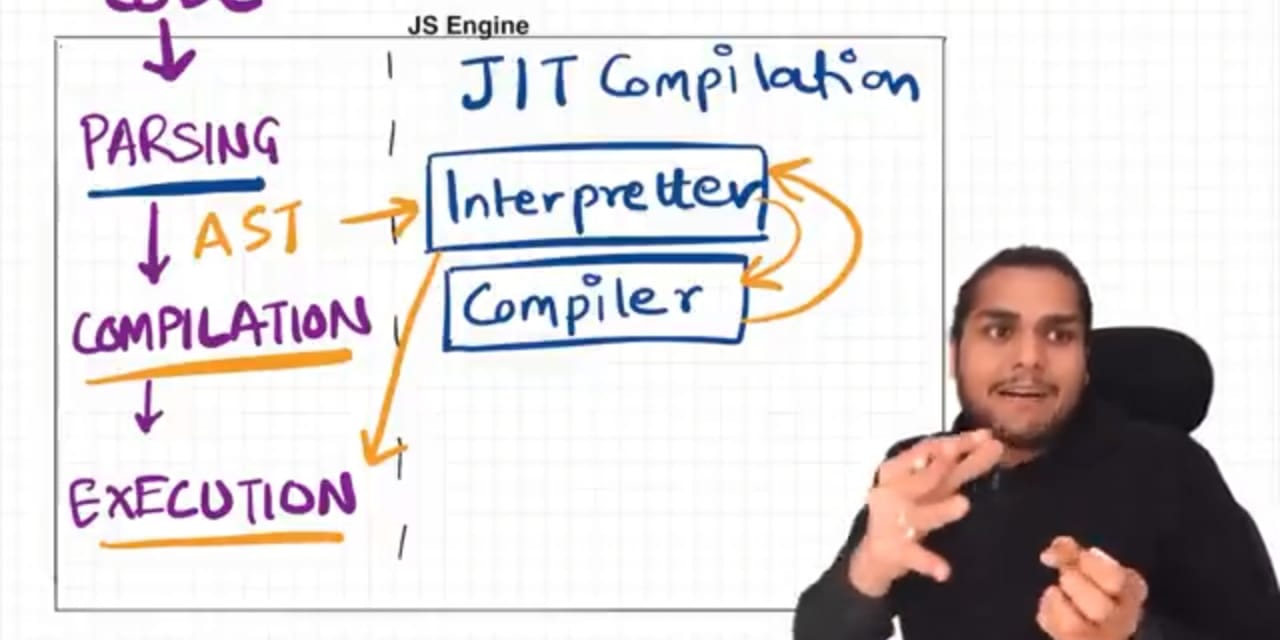 JS Engine
JIT Compilation
PARSING
AST
Interpretter
Compiler
COMPILATION
EXECUTION